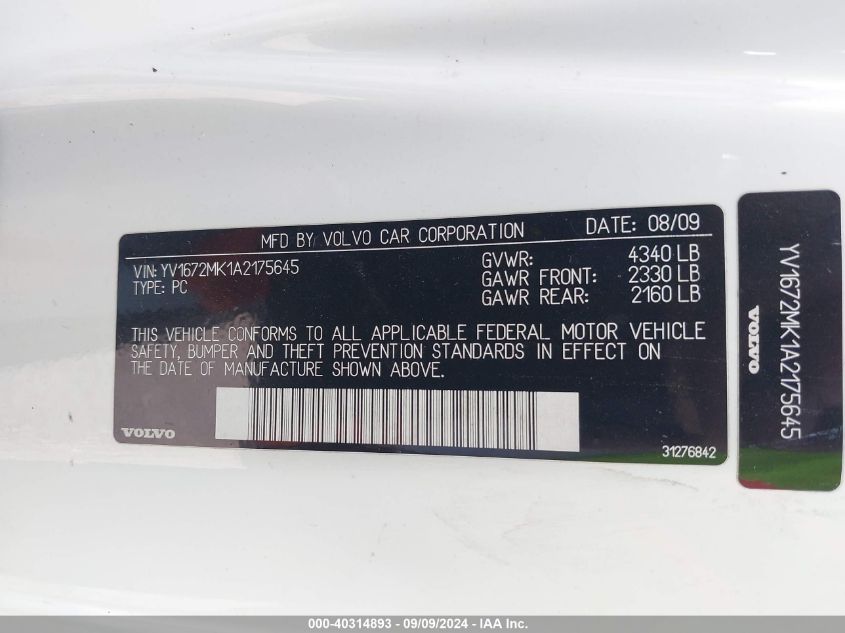 MFD BY VOLVO CAR CORPORATION DATE: 08/09
VIN: YV1672MK1A2175645
TYPE: PC
GVWR: 4340 LB
GAWR FRONT: 2330 LB
GAWR REAR: 2160 LB
THIS VEHICLE CONFORMS TO ALL APPLICABLE FEDERAL MOTOR VEHICLE
SAFETY, BUMPER AND THEFT PREVENTION STANDARDS IN EFFECT ON
THE DATE OF MANUFACTURE SHOWN ABOVE.
VOLVO
31276842
YV1672MK1A2175645
VOLVO
000-40314893 - 09/09/2024 - IAA Inc.